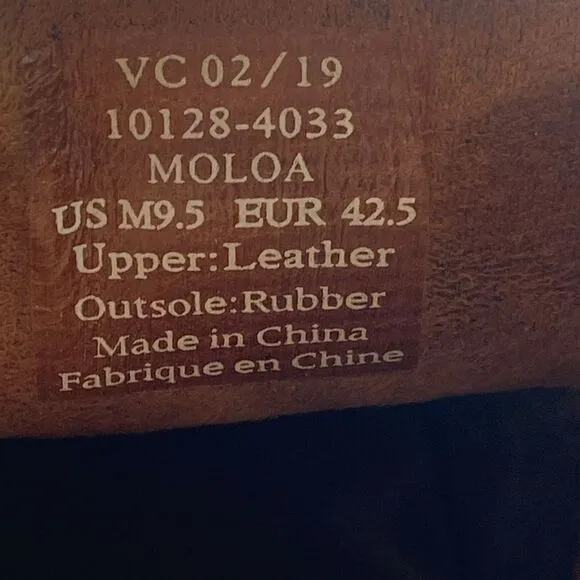 VC 02/19
10128-4033
MOLOA
US M9.5 EUR 42.5
Upper:Leather
Outsole:Rubber
Made in China
Fabrique en Chine